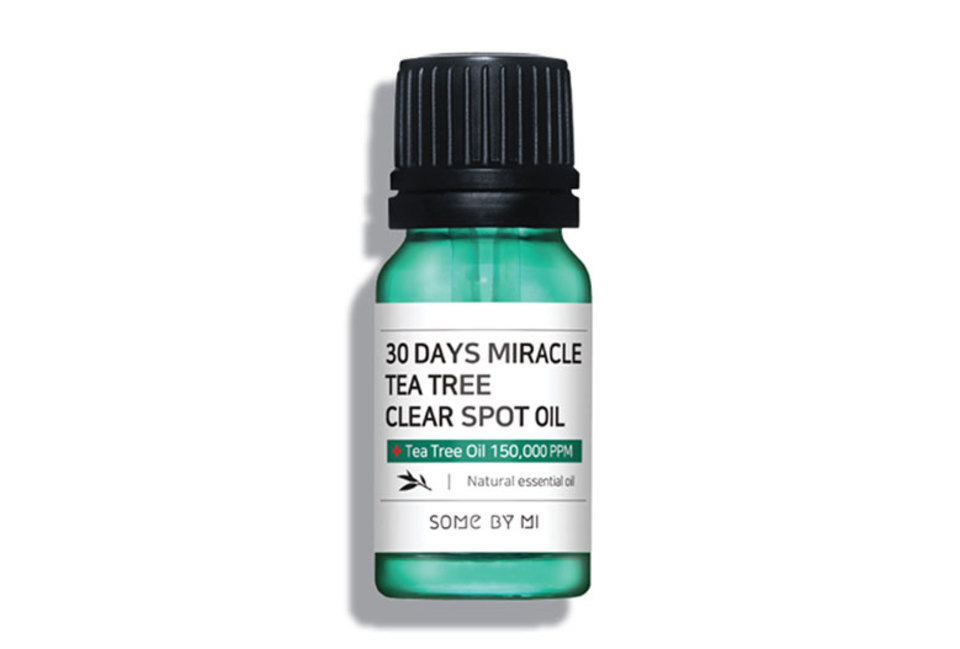 30 DAYS MIRACLE
TEA TREE
CLEAR SPOT OIL
+ Tea Tree Oil 150,000 PPM
| Natural essential oil
SOME BY MI